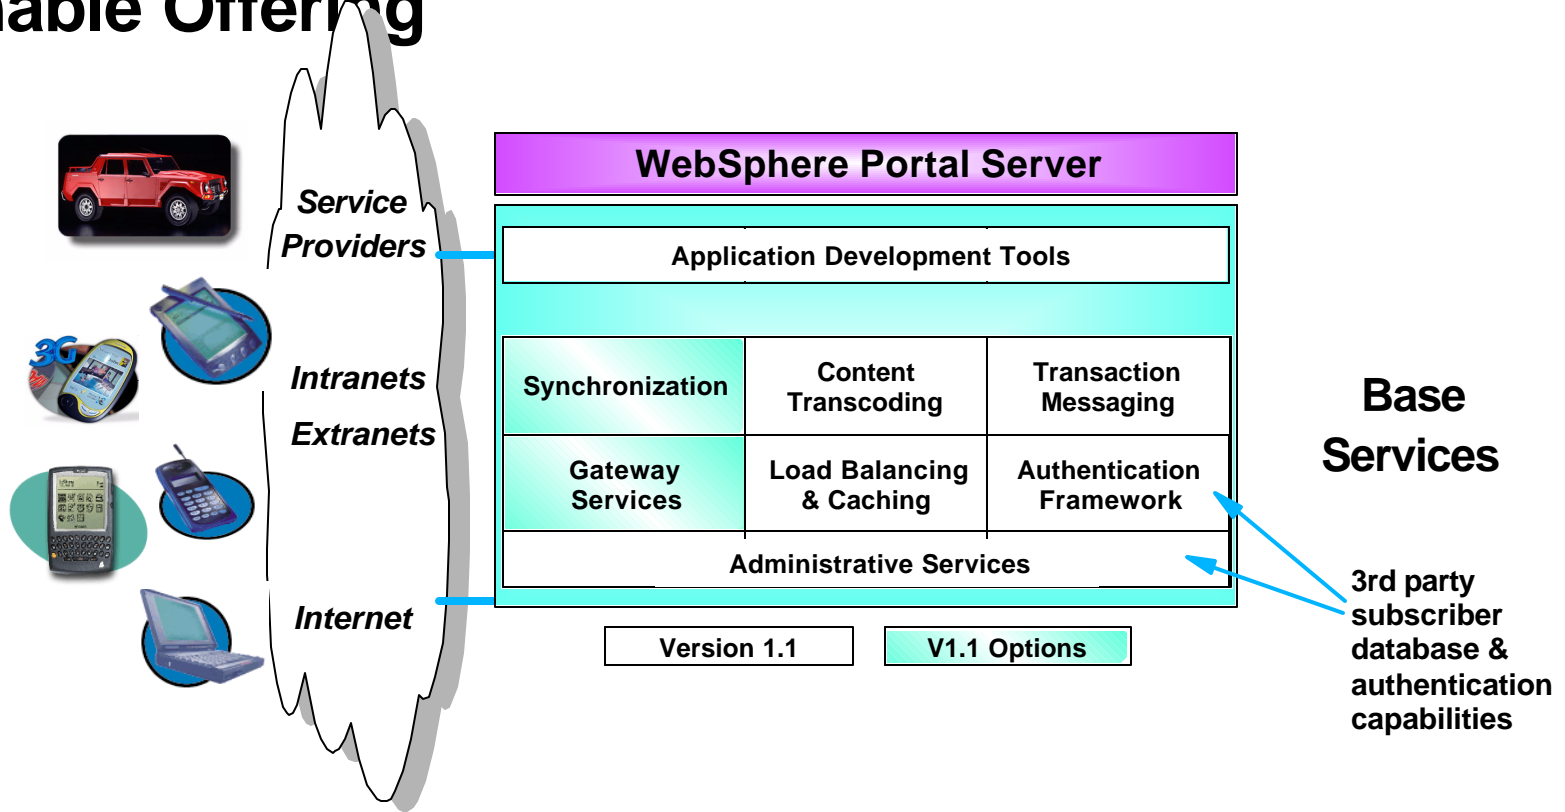 Offering
WebSphere Portal Server
Service
Providers
Application Development Tools
3G
Intranets
Extranets
Synchronization
Content
Transcoding
Transaction
Messaging
Base
Services
Gateway
Services
Load Balancing
& Caching
Authentication
Framework
Administrative Services
Internet
Version 1.1
V1.1 Options
3rd party
subscriber
database &
authentication
capabilities